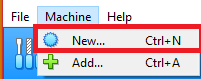 File Machine Help
New... Ctrl+N
Add... Ctrl+A